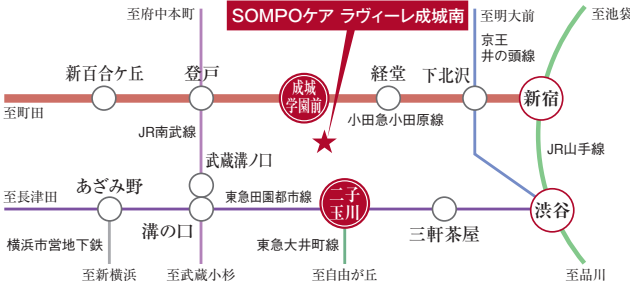 至府中本町
SOMPOケア ラヴィーレ成城南
至明大前
至池袋
京王
井の頭線
新百合ケ丘
登戸
成城
学園前
経堂
下北沢
新宿
至町田
小田急小田原線
JR南武線
JR山手線
武蔵溝ノ口
あざみ野
至長津田
東急田園都市線
二子
玉川
渋谷
溝の口
三軒茶屋
横浜市営地下鉄
東急大井町線
至新横浜
至武蔵小杉
至自由が丘
至品川